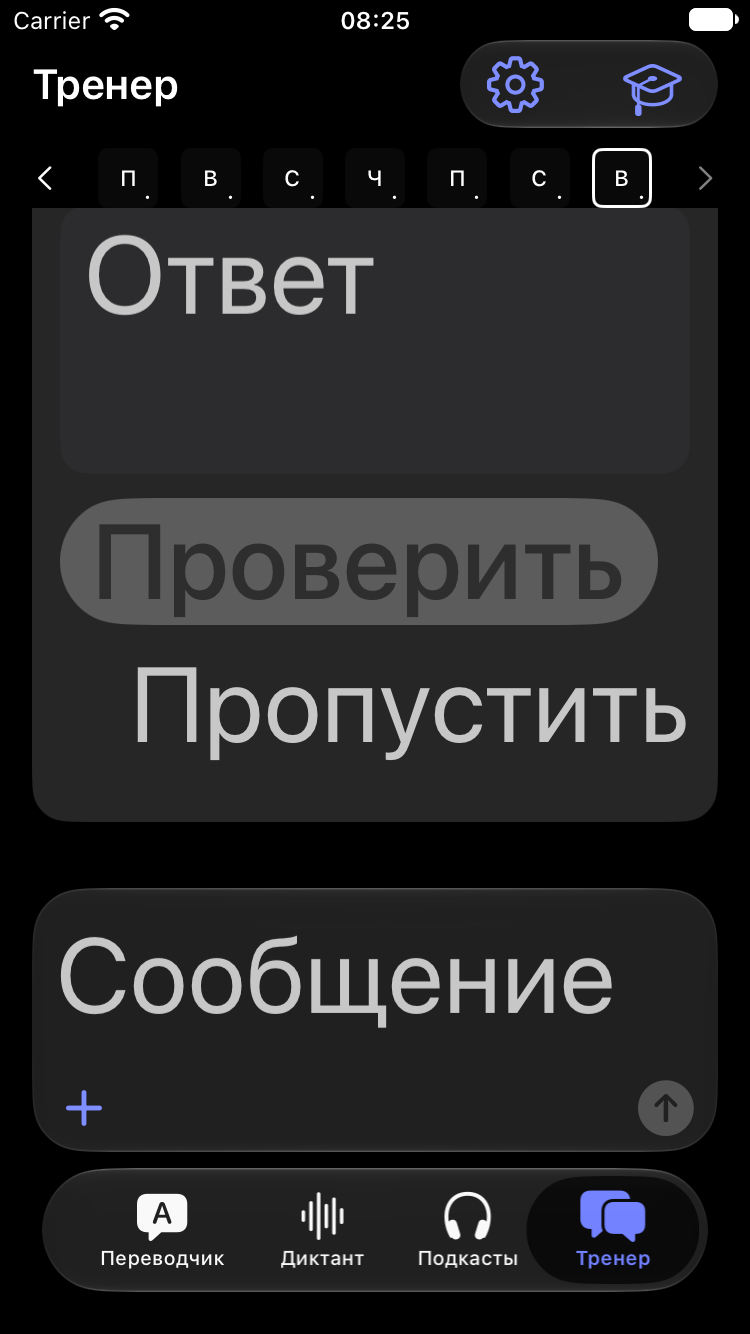 Carrier 08:25
Тренер
П В С Ч П С В
Ответ
Проверить
Пропустить
Сообщение
A
Переводчик Диктант Подкасты Тренер